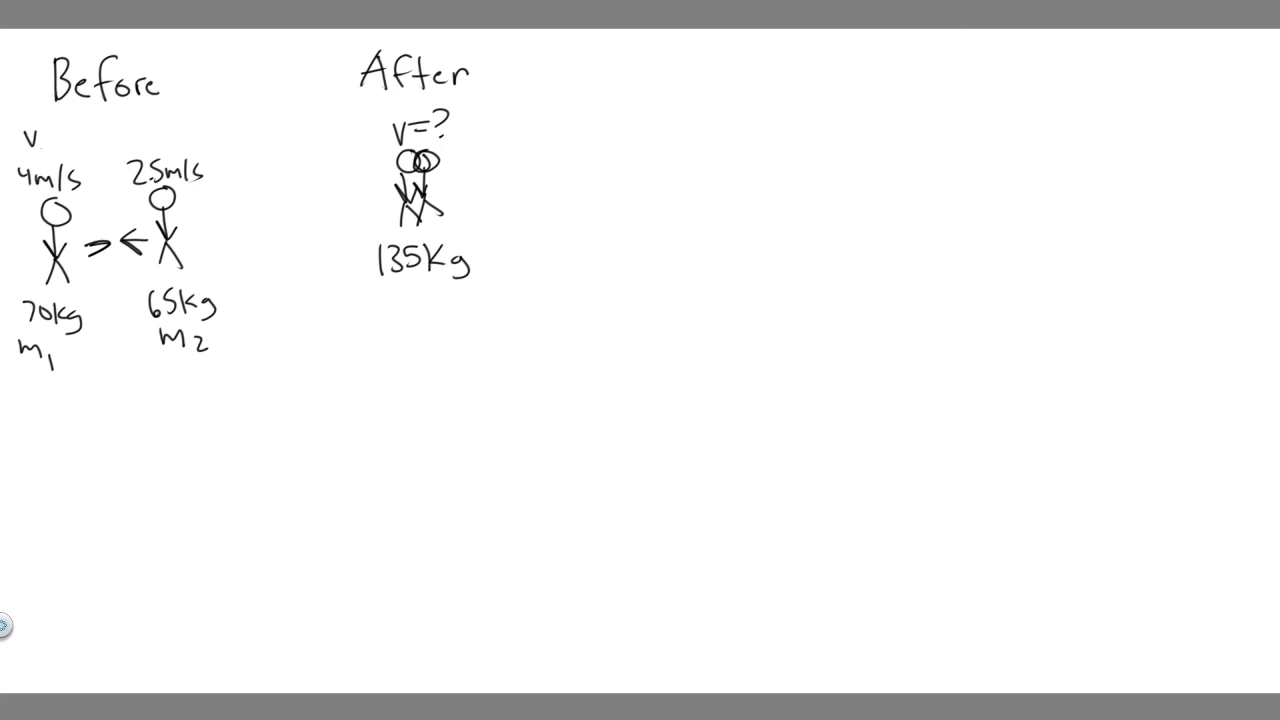 Before
After
v
v=?
4m/s
2.5m/s
70kg
65kg
135kg
m1
m2